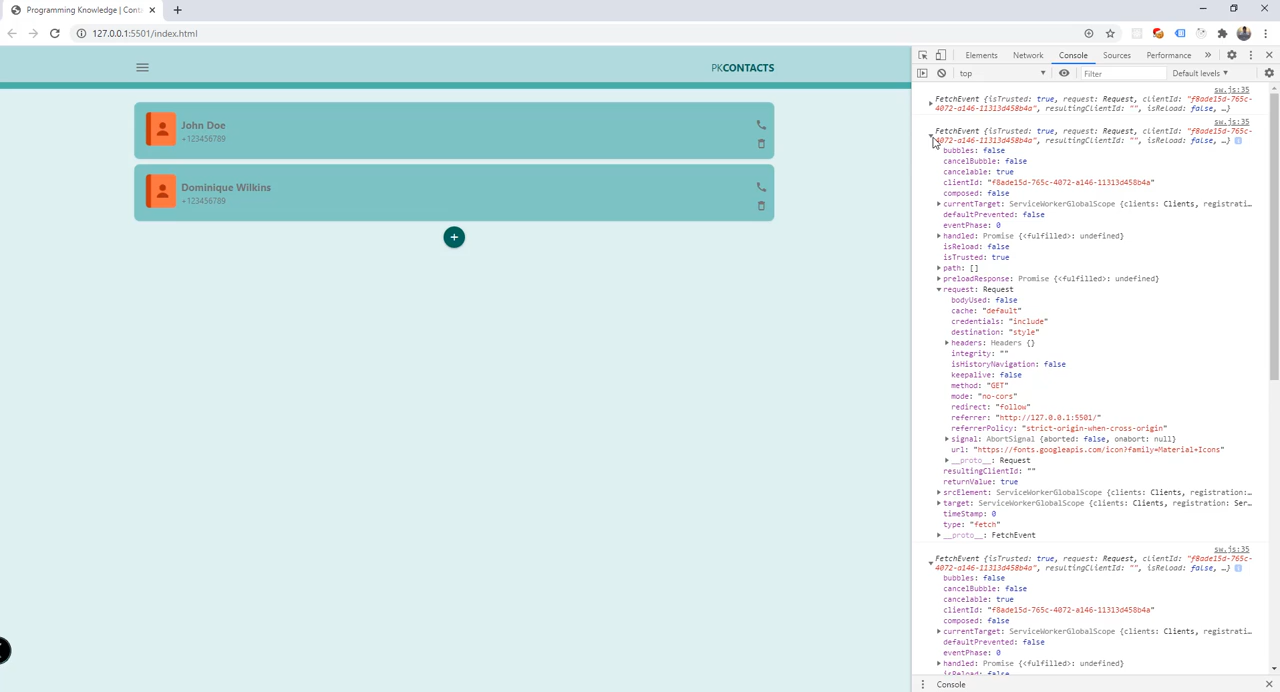 Programming Knowledge | Cont
127.0.0.1:5501/index.html
Elements Network Console Sources Performance
top Filter Default levels
PKCONTACTS
John Doe
+123456789
Dominique Wilkins
+123456789
+
sw.js:35
FetchEvent {isTrusted: true, request: Request, clientId: "f8ade15d-765c-
4072-a146-11313d458b4a", resultingClientId: "", isReload: false, …}
sw.js:35
FetchEvent {isTrusted: true, request: Request, clientId: "f8ade15d-765c-
4072-a146-11313d458b4a", resultingClientId: "", isReload: false, …}
bubbles: false
cancelBubble: false
cancelable: true
clientId: "f8ade15d-765c-4072-a146-11313d458b4a"
composed: false
currentTarget: ServiceWorkerGlobalScope {clients: Clients, registrati…
defaultPrevented: false
eventPhase: 0
handled: Promise {<fulfilled>: undefined}
isReload: false
isTrusted: true
path: []
preloadResponse: Promise {<fulfilled>: undefined}
request: Request
bodyUsed: false
cache: "default"
credentials: "include"
destination: "style"
headers: Headers {}
integrity: ""
isHistoryNavigation: false
keepalive: false
method: "GET"
mode: "no-cors"
redirect: "follow"
referrer: "http://127.0.0.1:5501/"
referrerPolicy: "strict-origin-when-cross-origin"
signal: AbortSignal {aborted: false, onabort: null}
url: "https://fonts.googleapis.com/icon?family=Material+Icons"
__proto__: Request
resultingClientId: ""
returnValue: true
srcElement: ServiceWorkerGlobalScope {clients: Clients, registration:…
target: ServiceWorkerGlobalScope {clients: Clients, registration: Ser…
timeStamp: 0
type: "fetch"
__proto__: FetchEvent
sw.js:35
FetchEvent {isTrusted: true, request: Request, clientId: "f8ade15d-765c-
4072-a146-11313d458b4a", resultingClientId: "", isReload: false, …}
bubbles: false
cancelBubble: false
cancelable: true
clientId: "f8ade15d-765c-4072-a146-11313d458b4a"
composed: false
currentTarget: ServiceWorkerGlobalScope {clients: Clients, registrati…
defaultPrevented: false
eventPhase: 0
handled: Promise {<fulfilled>: undefined}
isReload: false
Console